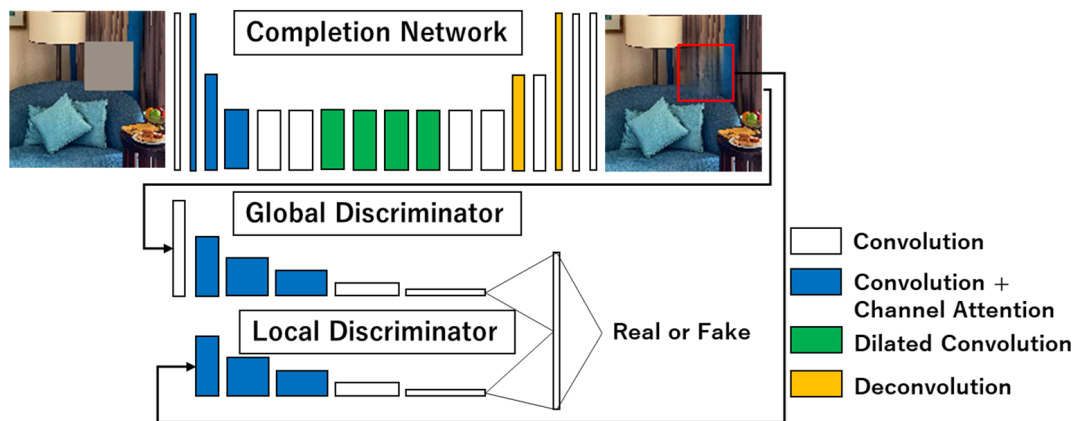 Completion Network
Global Discriminator
Local Discriminator
Real or Fake
Convolution
Convolution +
Channel Attention
Dilated Convolution
Deconvolution